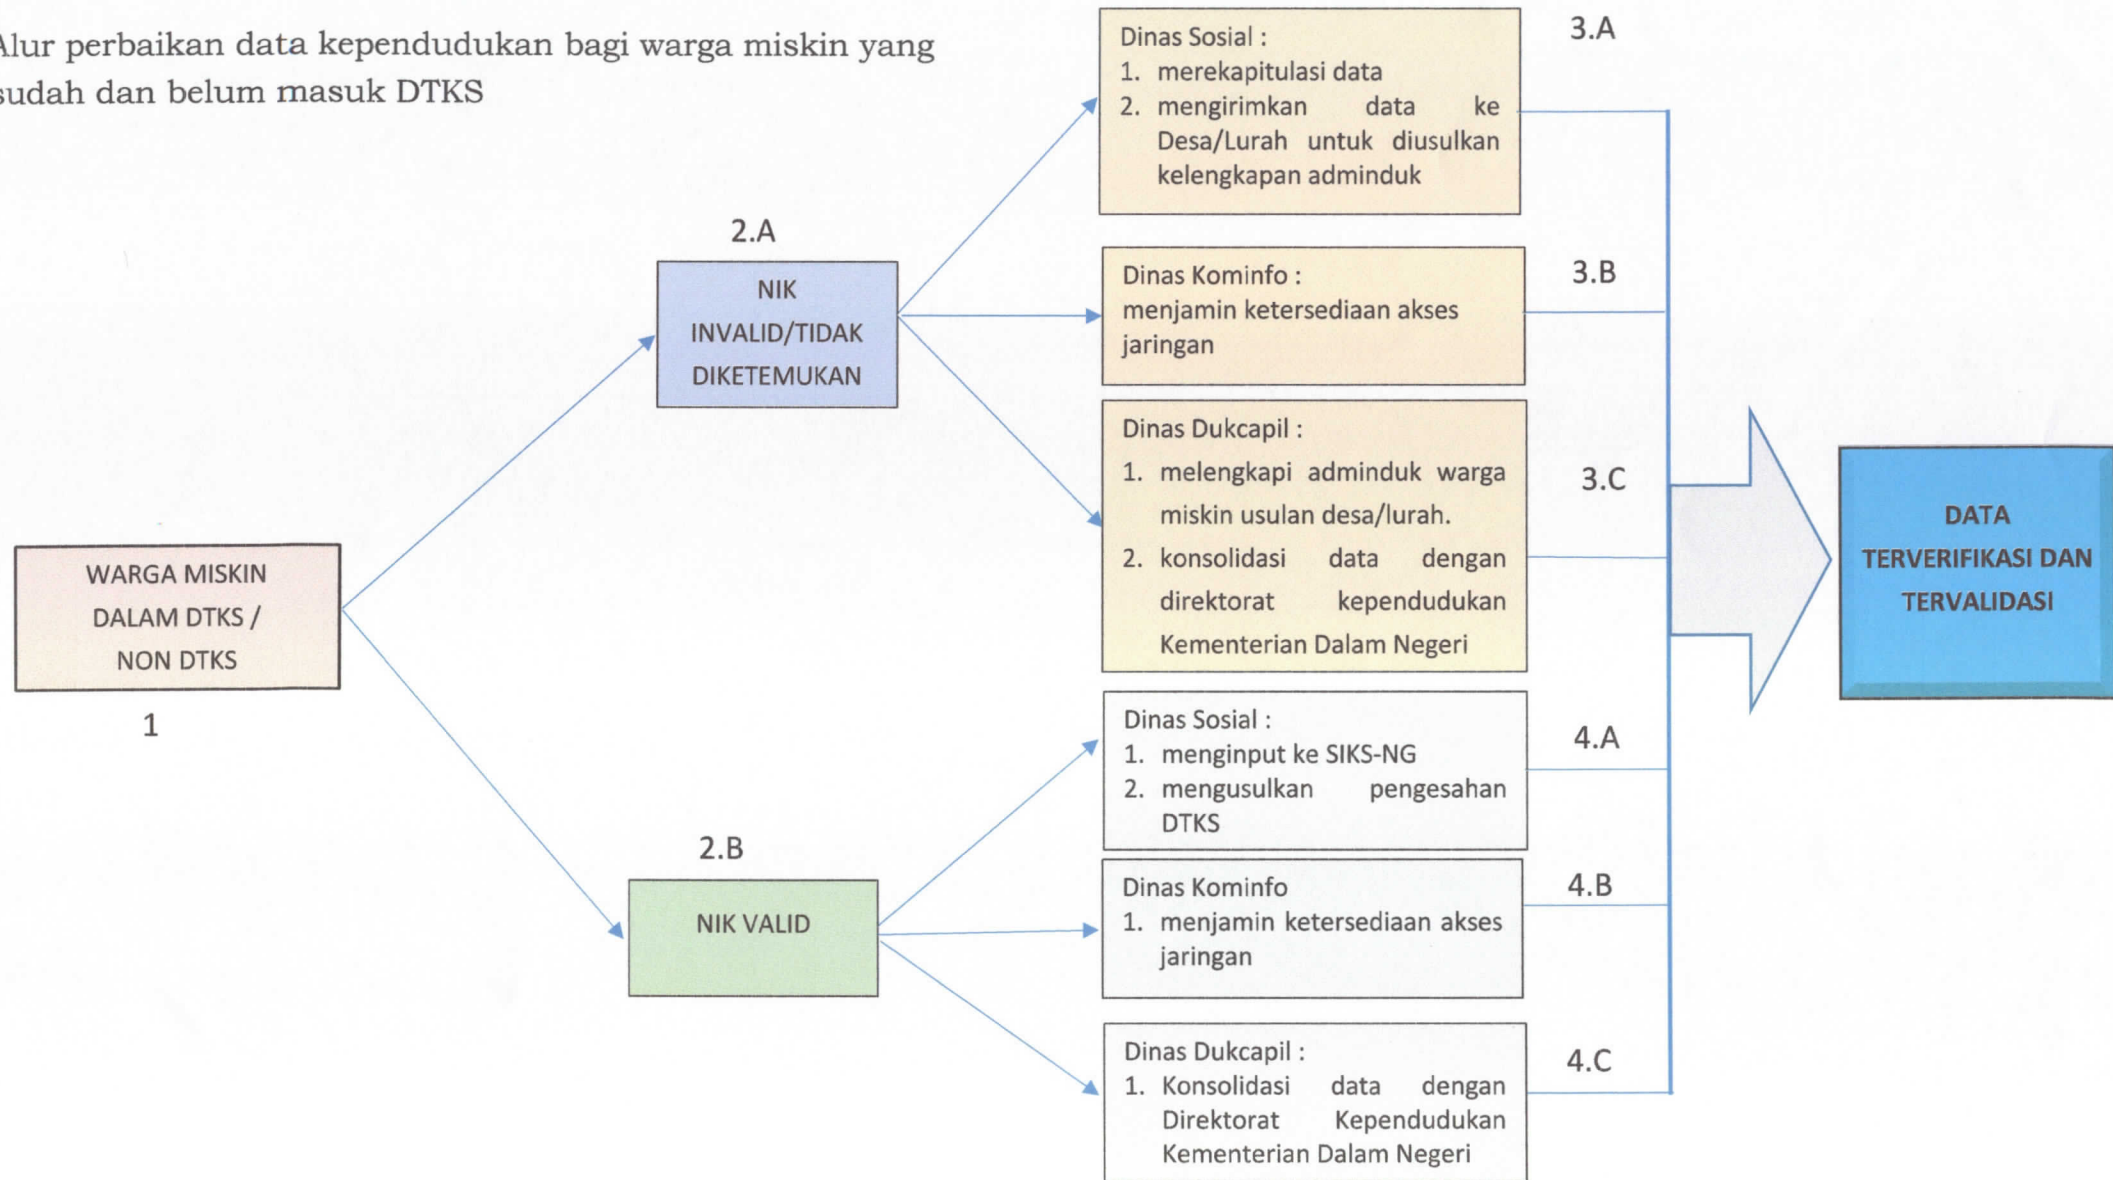 Alur perbaikan data kependudukan bagi warga miskin yang
sudah dan belum masuk DTKS
1
WARGA MISKIN
DALAM DTKS /
NON DTKS
2.A
NIK
INVALID/TIDAK
DIKETEMUKAN
2.B
NIK VALID
3.A
Dinas Sosial :
1. merekapitulasi data
2. mengirimkan data ke
Desa/Lurah untuk diusulkan
kelengkapan adminduk
3.B
Dinas Kominfo :
menjamin ketersediaan akses
jaringan
3.C
Dinas Dukcapil :
1. melengkapi adminduk warga
miskin usulan desa/lurah.
2. konsolidasi data dengan
direktorat kependudukan
Kementerian Dalam Negeri
4.A
Dinas Sosial :
1. menginput ke SIKS-NG
2. mengusulkan pengesahan
DTKS
4.B
Dinas Kominfo
1. menjamin ketersediaan akses
jaringan
4.C
Dinas Dukcapil :
1. Konsolidasi data dengan
Direktorat Kependudukan
Kementerian Dalam Negeri
DATA
TERVERIFIKASI DAN
TERVALIDASI